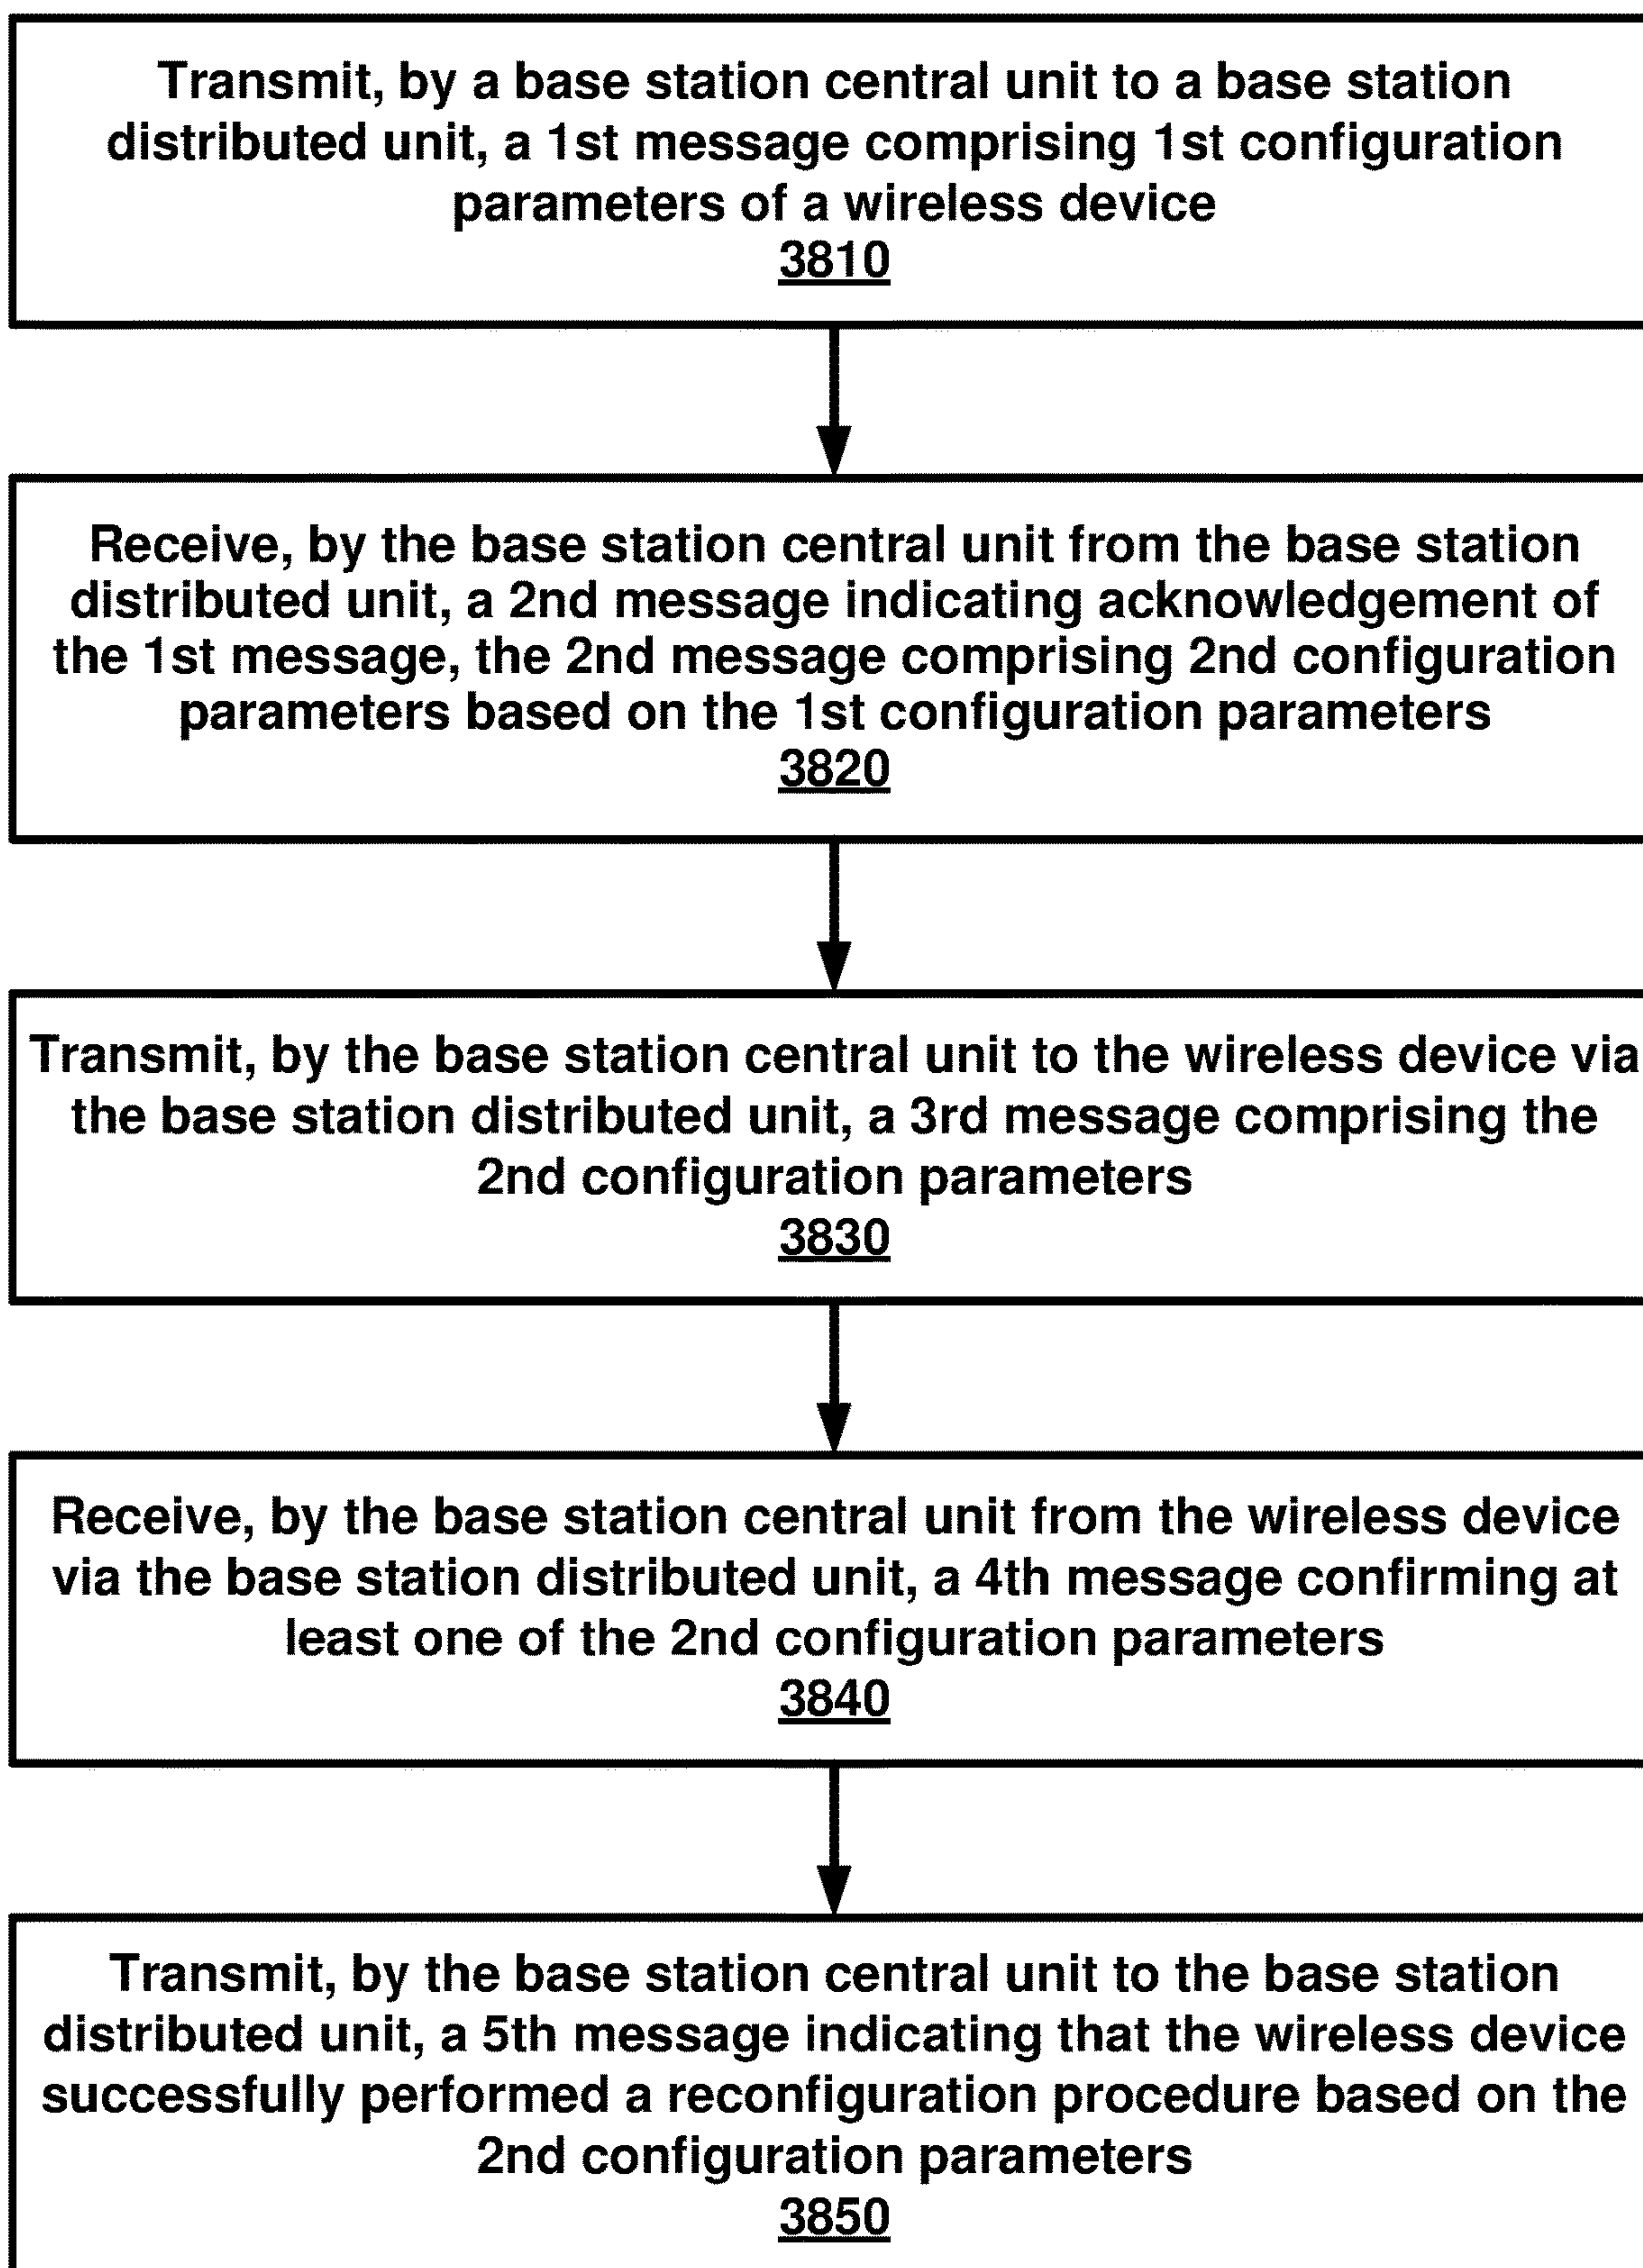 Transmit, by a base station central unit to a base station
distributed unit, a 1st message comprising 1st configuration
parameters of a wireless device
3810
Receive, by the base station central unit from the base station
distributed unit, a 2nd message indicating acknowledgement of
the 1st message, the 2nd message comprising 2nd configuration
parameters based on the 1st configuration parameters
3820
Transmit, by the base station central unit to the wireless device via
the base station distributed unit, a 3rd message comprising the
2nd configuration parameters
3830
Receive, by the base station central unit from the wireless device
via the base station distributed unit, a 4th message confirming at
least one of the 2nd configuration parameters
3840
Transmit, by the base station central unit to the base station
distributed unit, a 5th message indicating that the wireless device
successfully performed a reconfiguration procedure based on the
2nd configuration parameters
3850